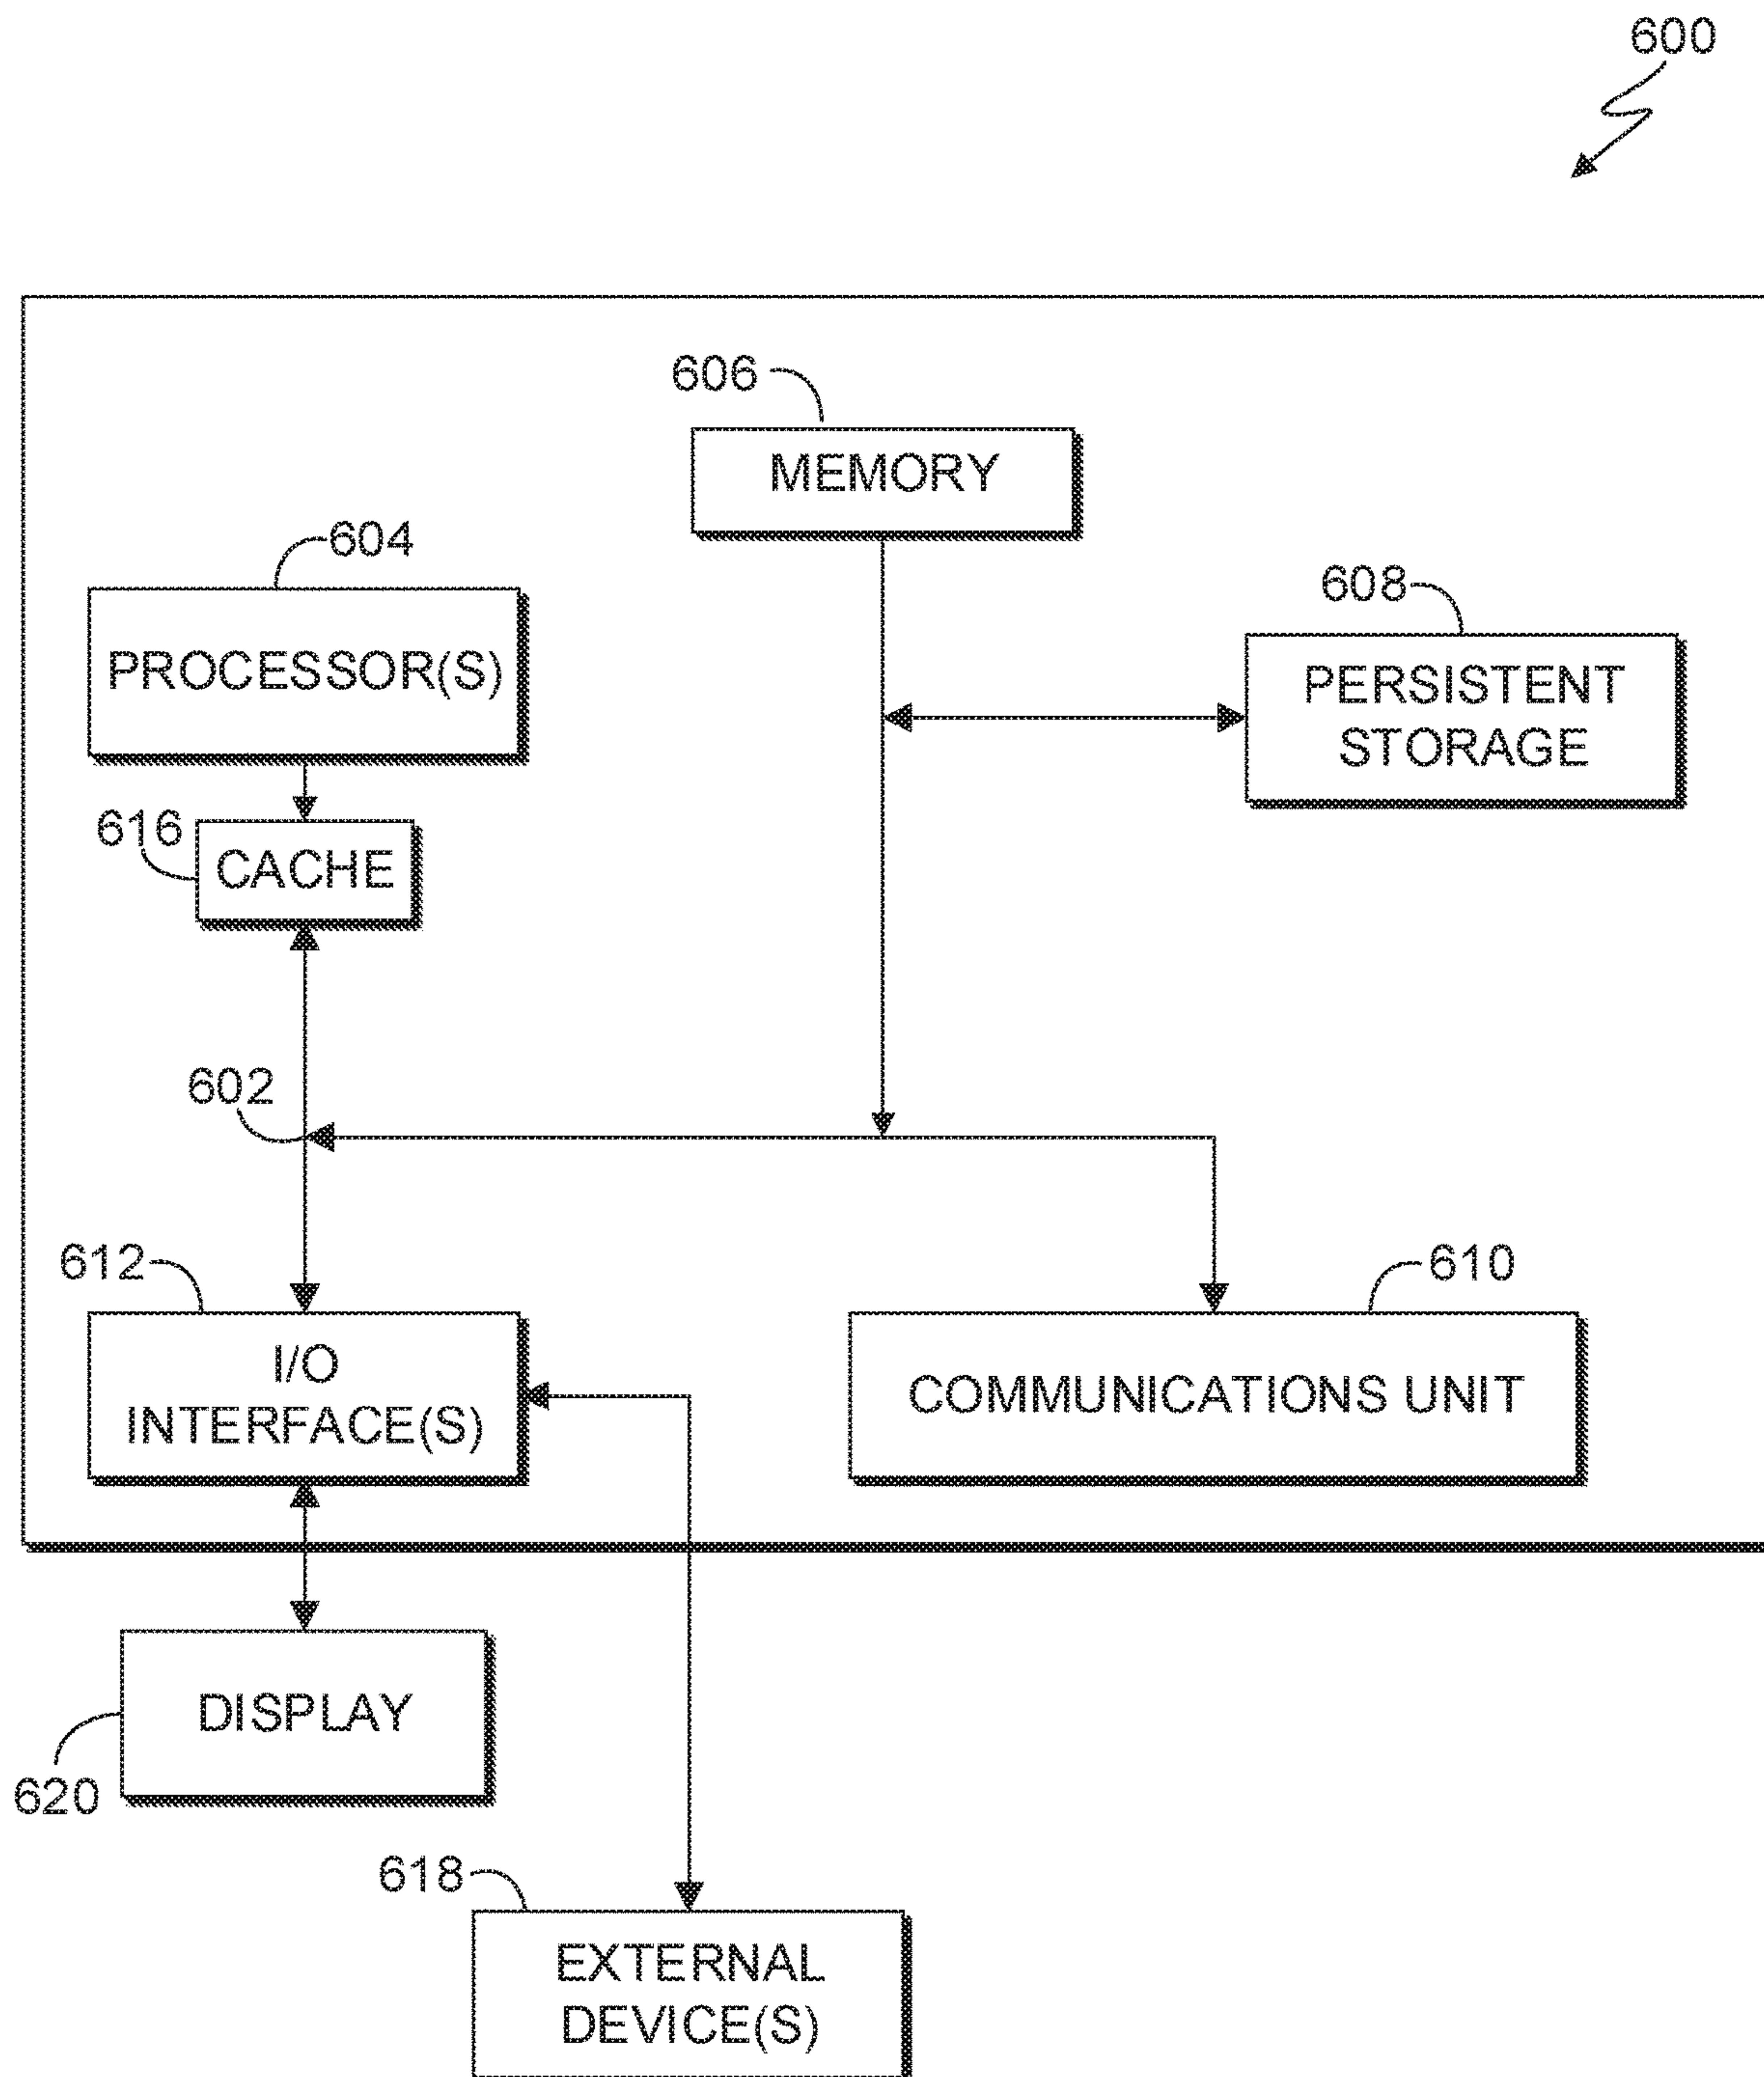 600
606
MEMORY
604
608
PROCESSOR(S)
PERSISTENT
STORAGE
616
CACHE
602
612
610
I/O
INTERFACE(S)
COMMUNICATIONS UNIT
DISPLAY
620
618
EXTERNAL
DEVICE(S)